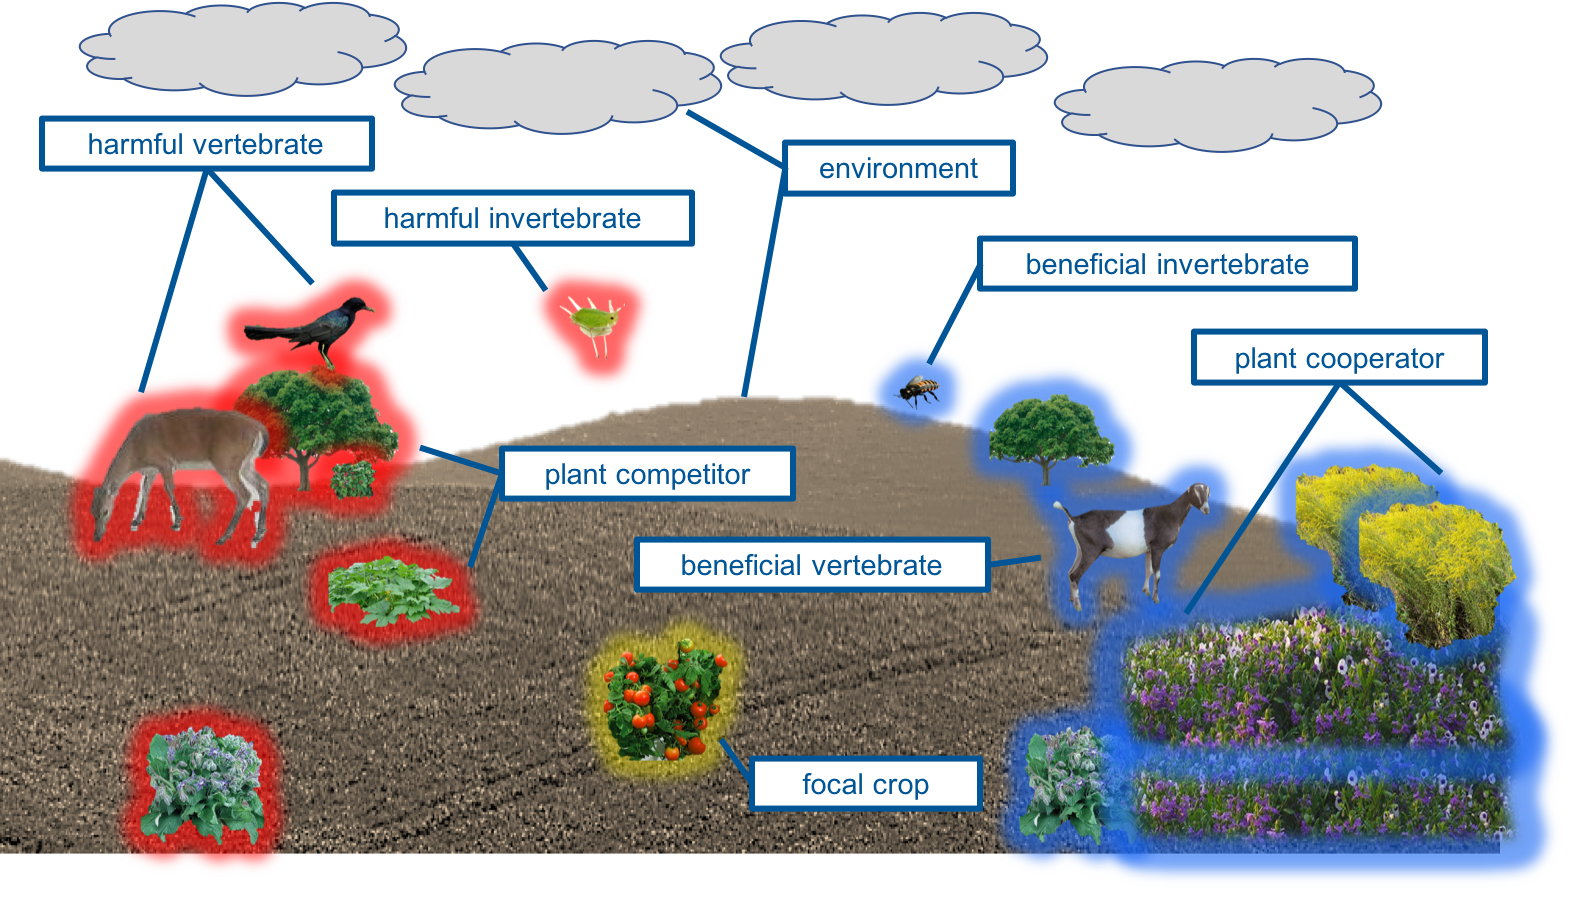 harmful vertebrate
environment
harmful invertebrate
beneficial invertebrate
plant cooperator
plant competitor
beneficial vertebrate
focal crop